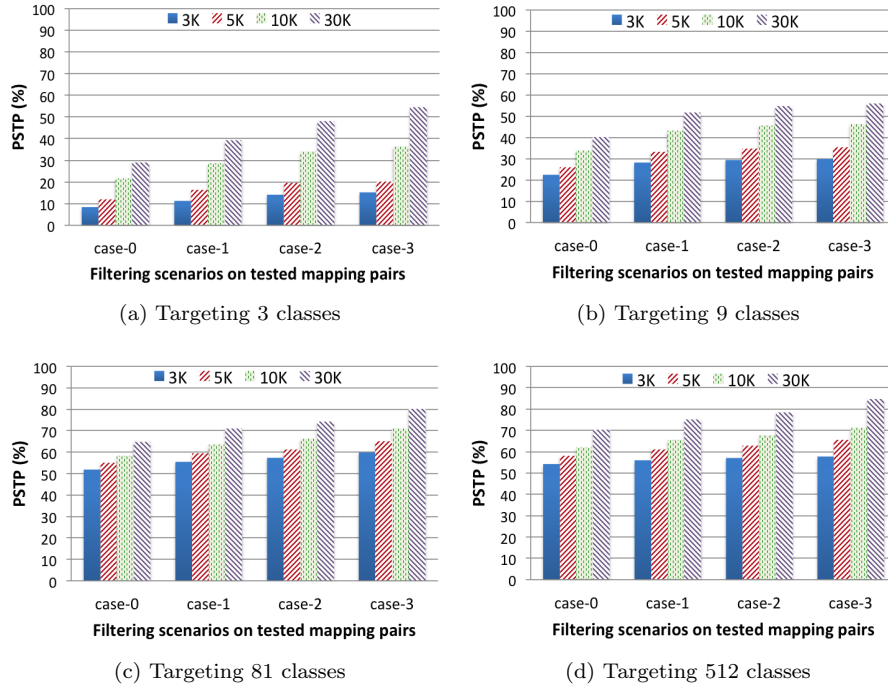 3K 5K 10K 30K
PSTP (%)
100
90
80
70
60
50
40
30
20
10
0
case-0 case-1 case-2 case-3
Filtering scenarios on tested mapping pairs
(a) Targeting 3 classes
3K 5K 10K 30K
PSTP (%)
100
90
80
70
60
50
40
30
20
10
0
case-0 case-1 case-2 case-3
Filtering scenarios on tested mapping pairs
(b) Targeting 9 classes
3K 5K 10K 30K
PSTP (%)
100
90
80
70
60
50
40
30
20
10
0
case-0 case-1 case-2 case-3
Filtering scenarios on tested mapping pairs
(c) Targeting 81 classes
3K 5K 10K 30K
PSTP (%)
100
90
80
70
60
50
40
30
20
10
0
case-0 case-1 case-2 case-3
Filtering scenarios on tested mapping pairs
(d) Targeting 512 classes